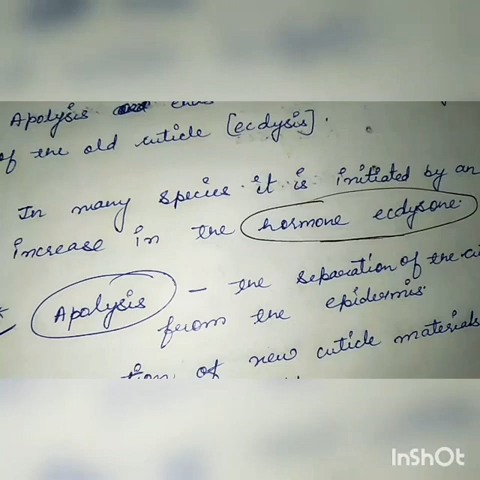 Apolysis
of the old cuticle [ecdysis].
In many species it is initiated by an
increase in the hormone ecdysone.
Apolysis - the separation of the
from the epidermis.
of new cuticle materials
InShOt